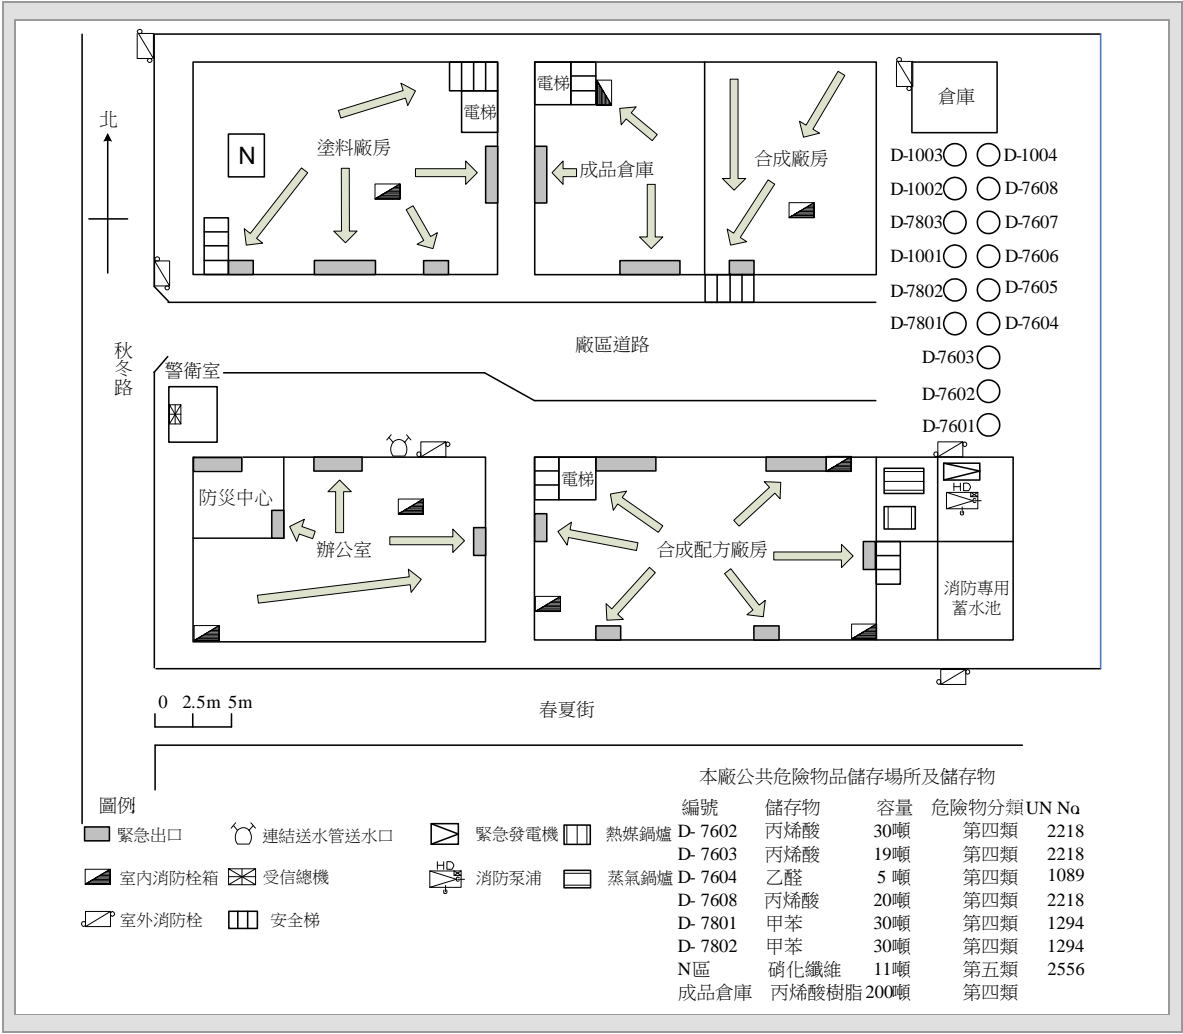 北
電梯
電梯
倉庫
塗料廠房
N
成品倉庫
合成廠房
D-1003
D-1004
D-1002
D-7608
D-7803
D-7607
D-1001
D-7606
D-7802
D-7605
D-7801
D-7604
秋冬路
廠區道路
D-7603
警衛室
D-7602
D-7601
防災中心
電梯
HD
辦公室
合成配方廠房
消防專用
蓄水池
0 2.5m 5m
春夏街
本廠公共危險物品儲存場所及儲存物
圖例
編號 儲存物 容量 危險物分類 UN No.
D- 7602 丙烯酸 30噸 第四類 2218
D- 7603 丙烯酸 19噸 第四類 2218
D- 7604 乙醛 5 噸 第四類 1089
D- 7608 丙烯酸 20噸 第四類 2218
D- 7801 甲苯 30噸 第四類 1294
D- 7802 甲苯 30噸 第四類 1294
N區 硝化纖維 11噸 第五類 2556
成品倉庫 丙烯酸樹脂 200噸 第四類
緊急出口 連結送水管送水口 緊急發電機 熱媒鍋爐
HD
室內消防栓箱 受信總機 消防泵浦 蒸氣鍋爐
室外消防栓 安全梯